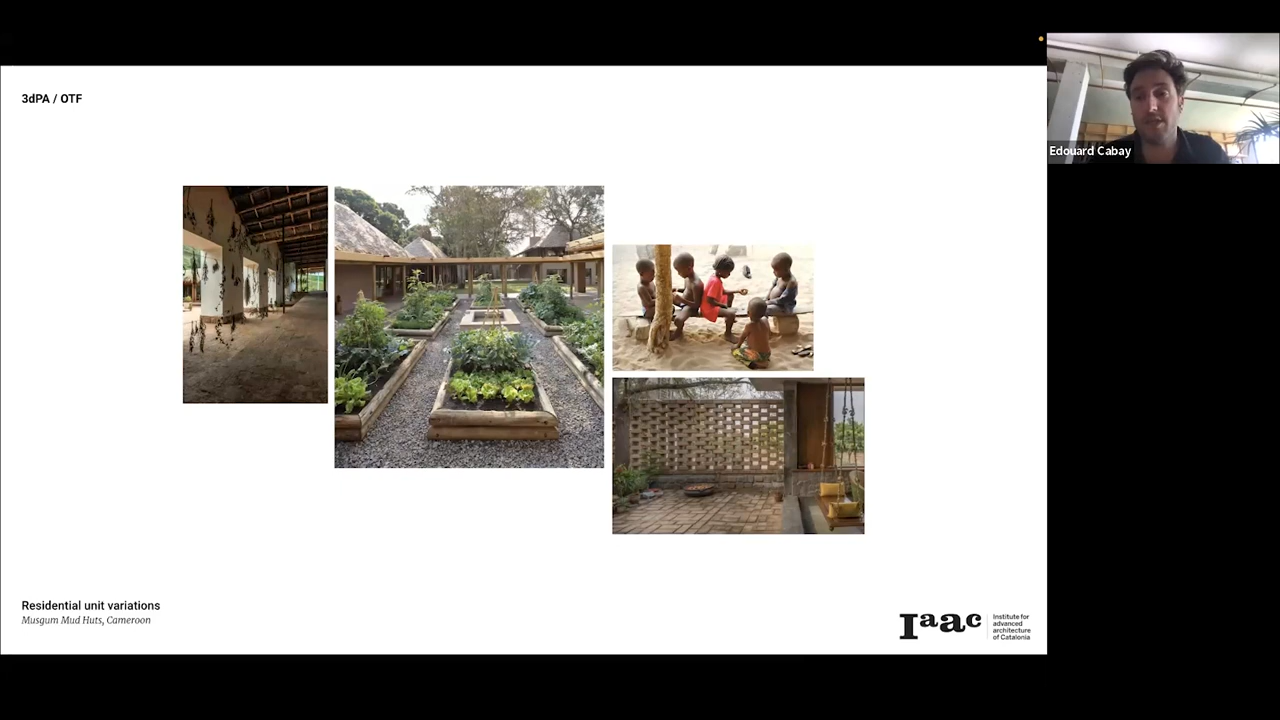 3dPA / OTF
Edouard Cabay
Residential unit variations
Musgum Mud Huts, Cameroon
Iaac
Institute for
advanced
architecture
of Catalonia